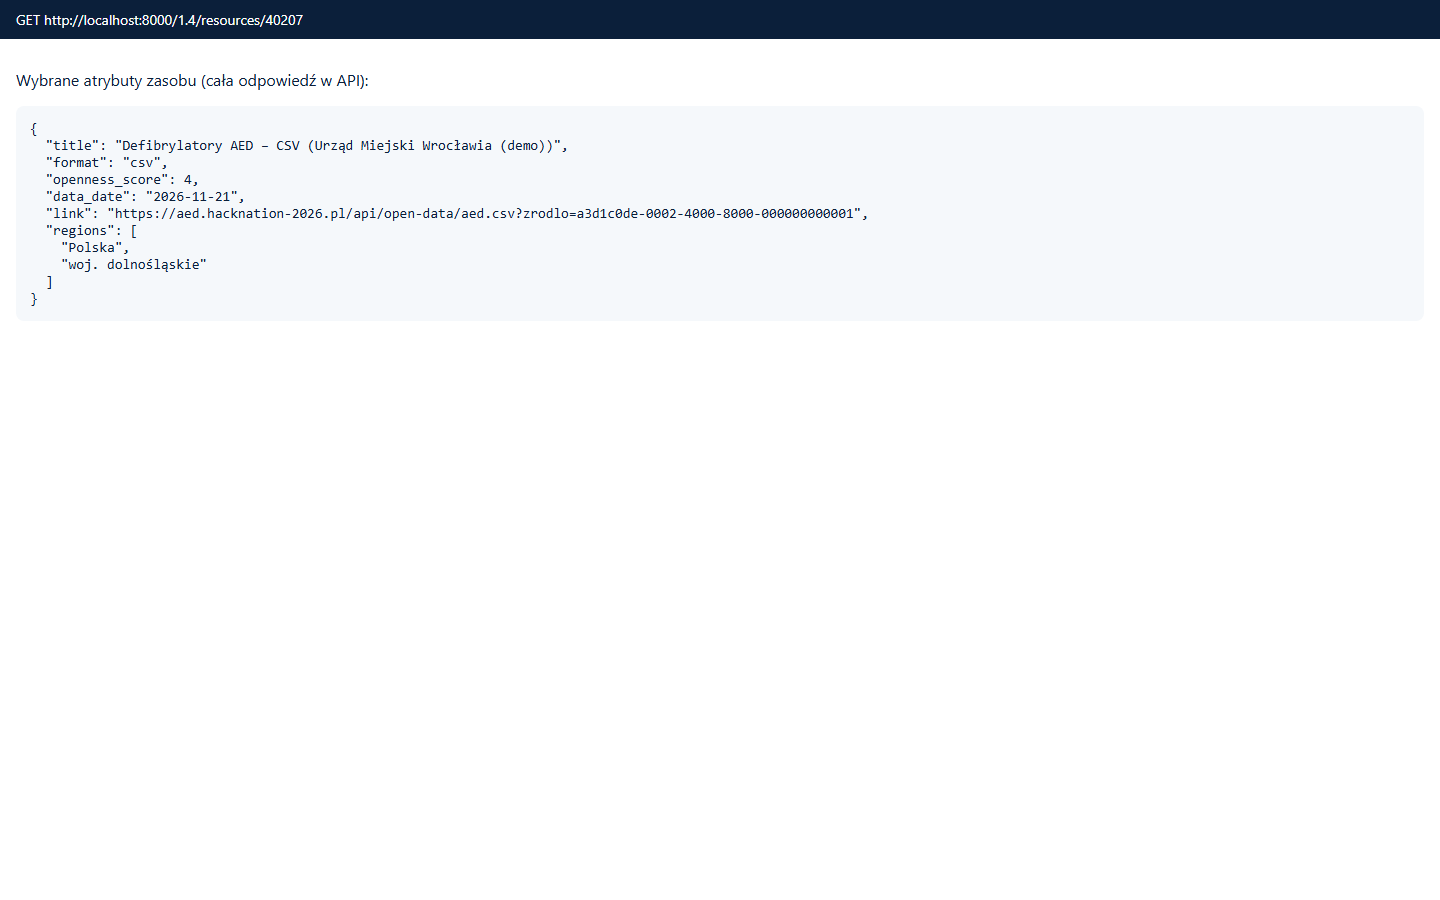 GET http://localhost:8000/1.4/resources/40207
Wybrane atrybuty zasobu (cała odpowiedź w API):
{
  "title": "Defibrylatory AED – CSV (Urząd Miejski Wrocławia (demo))",
  "format": "csv",
  "openness_score": 4,
  "data_date": "2026-11-21",
  "link": "https://aed.hacknation-2026.pl/api/open-data/aed.csv?zrodlo=a3d1c0de-0002-4000-8000-000000000001",
  "regions": [
    "Polska",
    "woj. dolnośląskie"
  ]
}